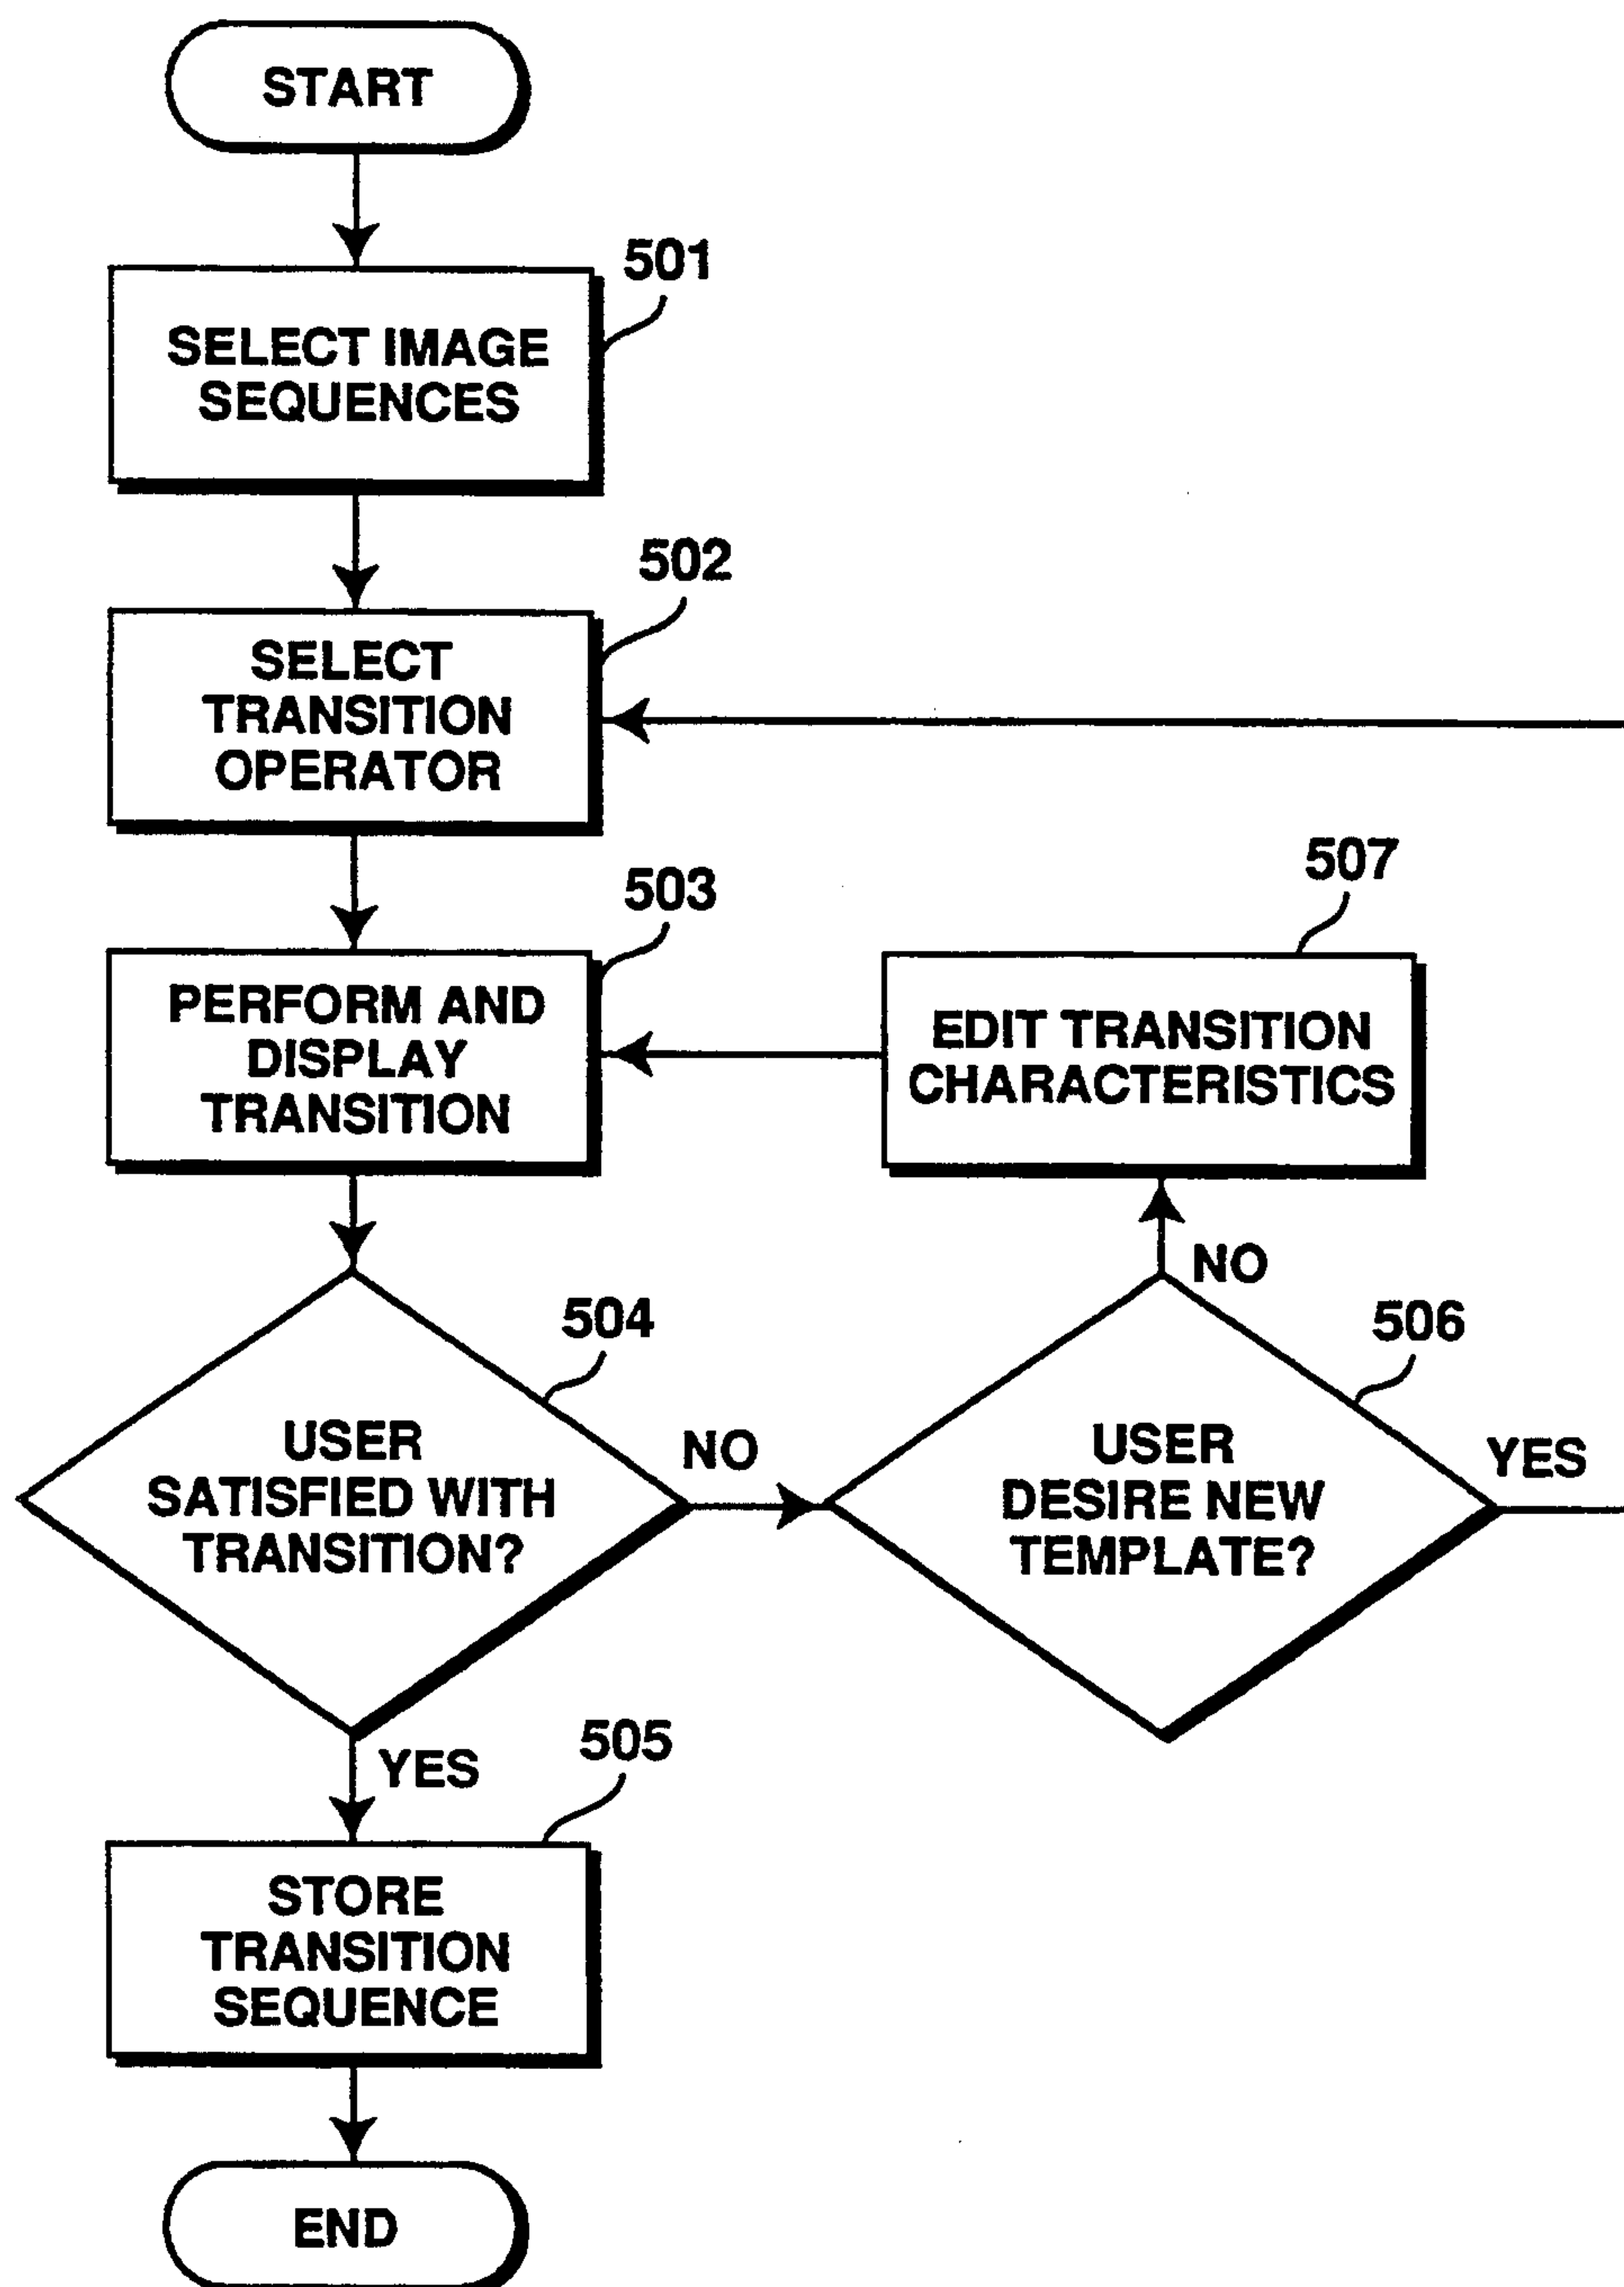 START
501
SELECT IMAGE
SEQUENCES
502
SELECT
TRANSITION
OPERATOR
503
PERFORM AND
DISPLAY
TRANSITION
507
EDIT TRANSITION
CHARACTERISTICS
NO
504
USER
SATISFIED WITH
TRANSITION?
NO
506
USER
DESIRE NEW
TEMPLATE?
YES
YES
505
STORE
TRANSITION
SEQUENCE
END